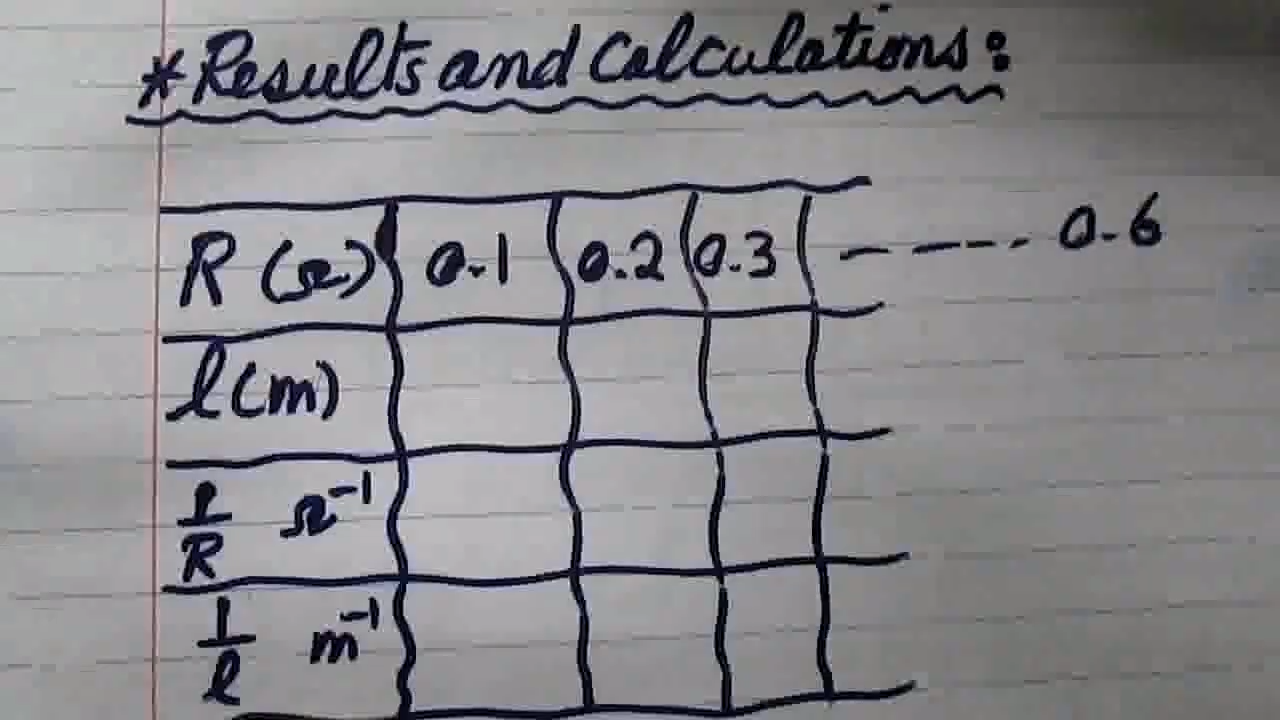 * Results and Calculations:
R (Ω) 0.1 0.2 0.3 ---- 0.6
l (m)
1/R Ω⁻¹
1/l m⁻¹